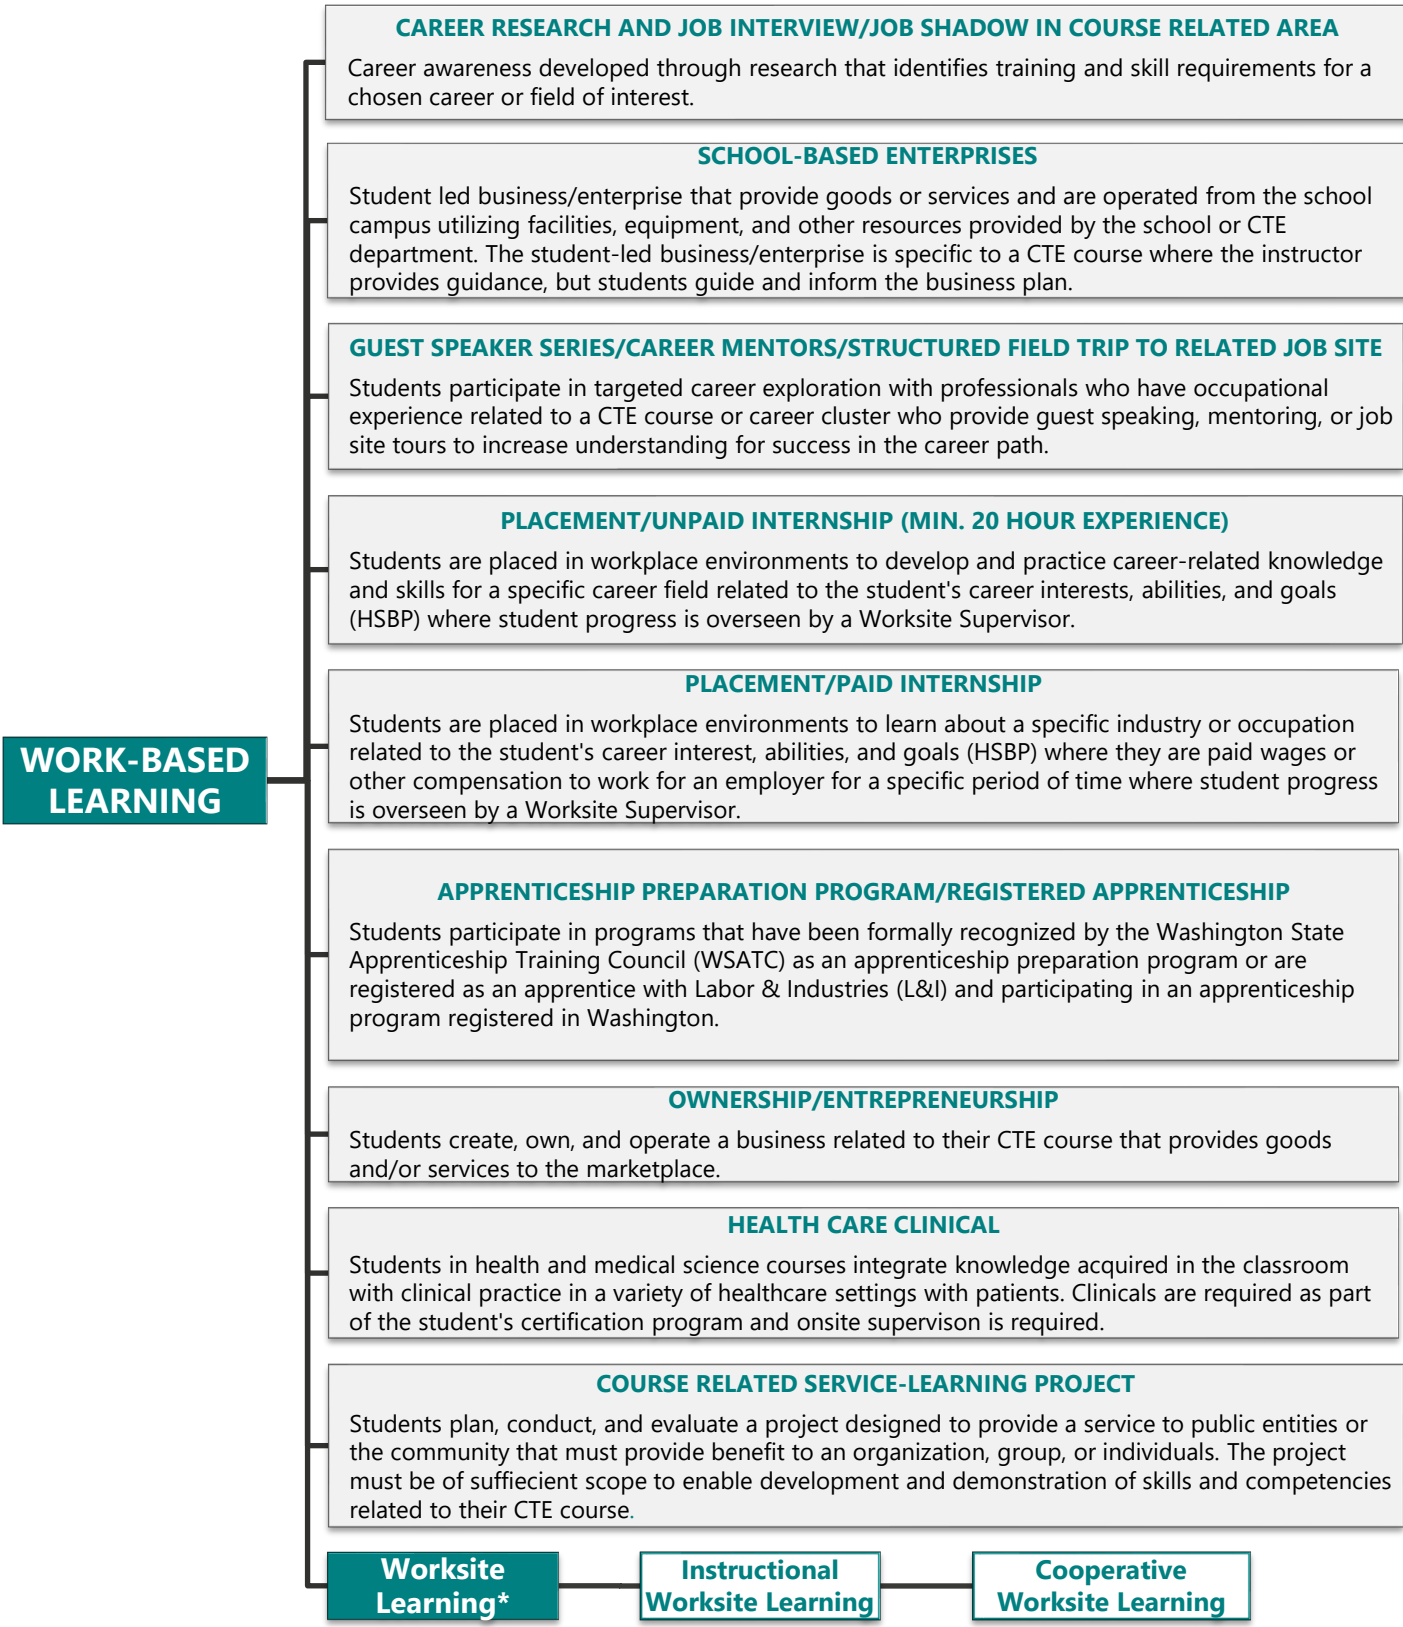 CAREER RESEARCH AND JOB INTERVIEW/JOB SHADOW IN COURSE RELATED AREA
Career awareness developed through research that identifies training and skill requirements for a
chosen career or field of interest.
SCHOOL-BASED ENTERPRISES
Student led business/enterprise that provide goods or services and are operated from the school
campus utilizing facilities, equipment, and other resources provided by the school or CTE
department. The student-led business/enterprise is specific to a CTE course where the instructor
provides guidance, but students guide and inform the business plan.
GUEST SPEAKER SERIES/CAREER MENTORS/STRUCTURED FIELD TRIP TO RELATED JOB SITE
Students participate in targeted career exploration with professionals who have occupational
experience related to a CTE course or career cluster who provide guest speaking, mentoring, or job
site tours to increase understanding for success in the career path.
PLACEMENT/UNPAID INTERNSHIP (MIN. 20 HOUR EXPERIENCE)
Students are placed in workplace environments to develop and practice career-related knowledge
and skills for a specific career field related to the student's career interests, abilities, and goals
(HSBP) where student progress is overseen by a Worksite Supervisor.
PLACEMENT/PAID INTERNSHIP
Students are placed in workplace environments to learn about a specific industry or occupation
related to the student's career interest, abilities, and goals (HSBP) where they are paid wages or
other compensation to work for an employer for a specific period of time where student progress
is overseen by a Worksite Supervisor.
WORK-BASED
LEARNING
APPRENTICESHIP PREPARATION PROGRAM/REGISTERED APPRENTICESHIP
Students participate in programs that have been formally recognized by the Washington State
Apprenticeship Training Council (WSATC) as an apprenticeship preparation program or are
registered as an apprentice with Labor & Industries (L&I) and participating in an apprenticeship
program registered in Washington.
OWNERSHIP/ENTREPRENEURSHIP
Students create, own, and operate a business related to their CTE course that provides goods
and/or services to the marketplace.
HEALTH CARE CLINICAL
Students in health and medical science courses integrate knowledge acquired in the classroom
with clinical practice in a variety of healthcare settings with patients. Clinicals are required as part
of the student's certification program and onsite supervison is required.
COURSE RELATED SERVICE-LEARNING PROJECT
Students plan, conduct, and evaluate a project designed to provide a service to public entities or
the community that must provide benefit to an organization, group, or individuals. The project
must be of suffiecient scope to enable development and demonstration of skills and competencies
related to their CTE course.
Worksite
Learning*
Instructional
Worksite Learning
Cooperative
Worksite Learning